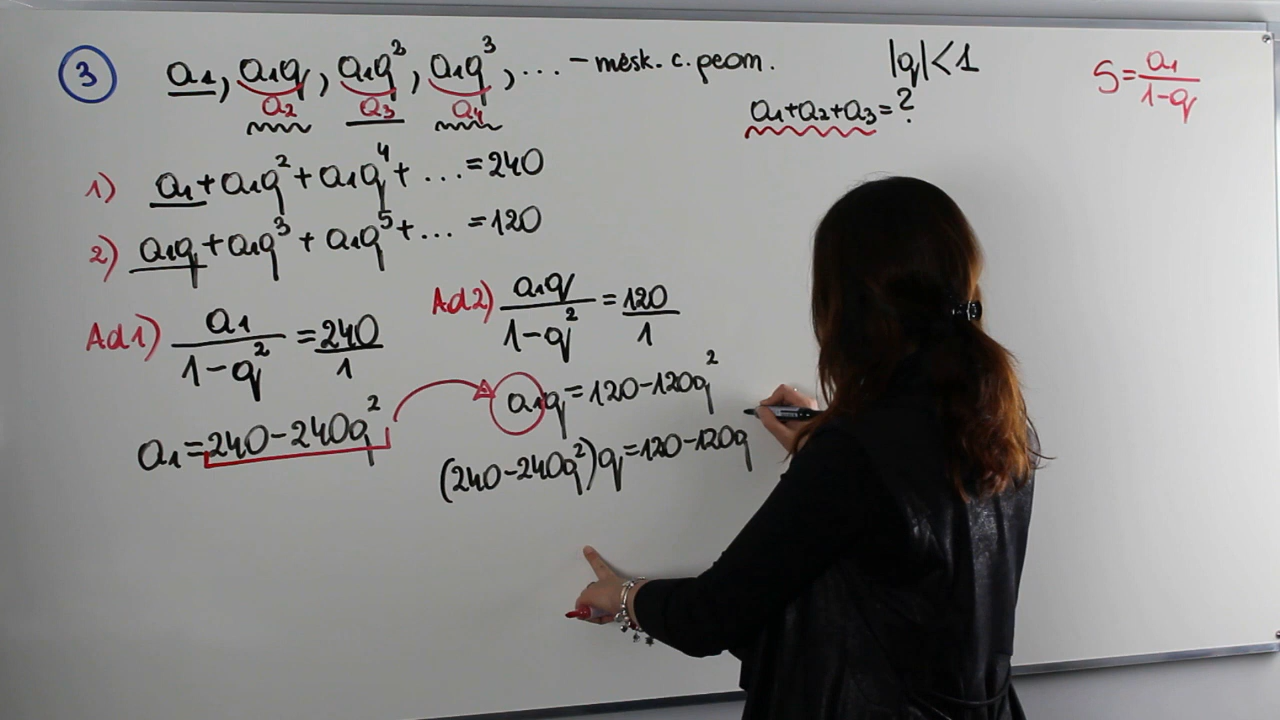 3 a₁, a₁q, a₁q², a₁q³, ... – niesk. c. geom. |q|<1 S = a₁/(1-q)
a₂ a₃ a₄ a₁+a₂+a₃=?
1) a₁+a₁q²+a₁q⁴+...=240
2) a₁q+a₁q³+a₁q⁵+...=120
Ad1) a₁/(1-q²) = 240/1
a₁=240-240q²
Ad2) a₁q/(1-q²) = 120/1
a₁q=120-120q²
(240-240q²)q=120-120q